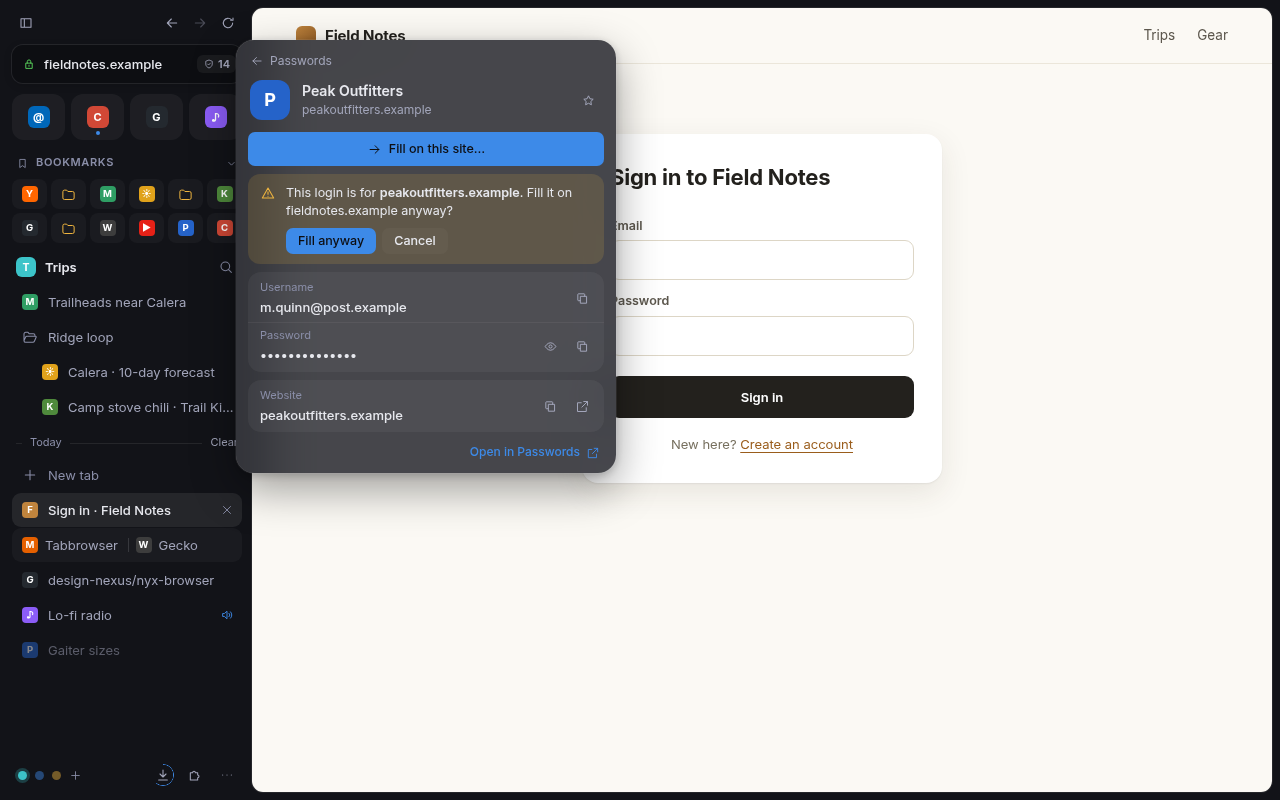 fieldnotes.example
14
@
C
G
BOOKMARKS
Y
M
K
G
W
P
C
T Trips
M Trailheads near Calera
Ridge loop
Calera · 10-day forecast
K Camp stove chili · Trail Ki...
Today
Clear
New tab
F Sign in · Field Notes
M Tabbrowser W Gecko
G design-nexus/nyx-browser
Lo-fi radio
P Gaiter sizes
Passwords
P
Peak Outfitters
peakoutfitters.example
Fill on this site...
This login is for peakoutfitters.example. Fill it on
fieldnotes.example anyway?
Fill anyway
Cancel
Username
m.quinn@post.example
Password
••••••••••••••
Website
peakoutfitters.example
Open in Passwords
Field Notes
Trips
Gear
Sign in to Field Notes
Email
Password
Sign in
New here? Create an account